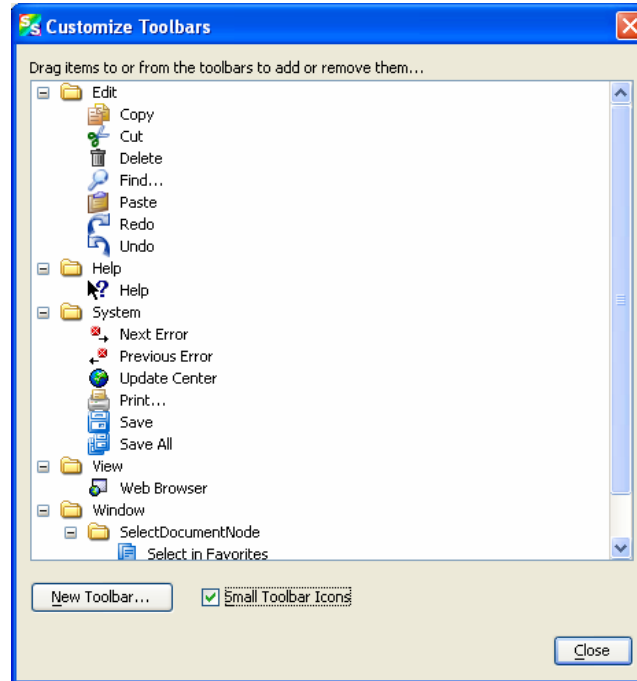 Customize Toolbars
Drag items to or from the toolbars to add or remove them...
Edit
Copy
Cut
Delete
Find...
Paste
Redo
Undo
Help
Help
System
Next Error
Previous Error
Update Center
Print...
Save
Save All
View
Web Browser
Window
SelectDocumentNode
Select in Favorites
New Toolbar... Small Toolbar Icons
Close